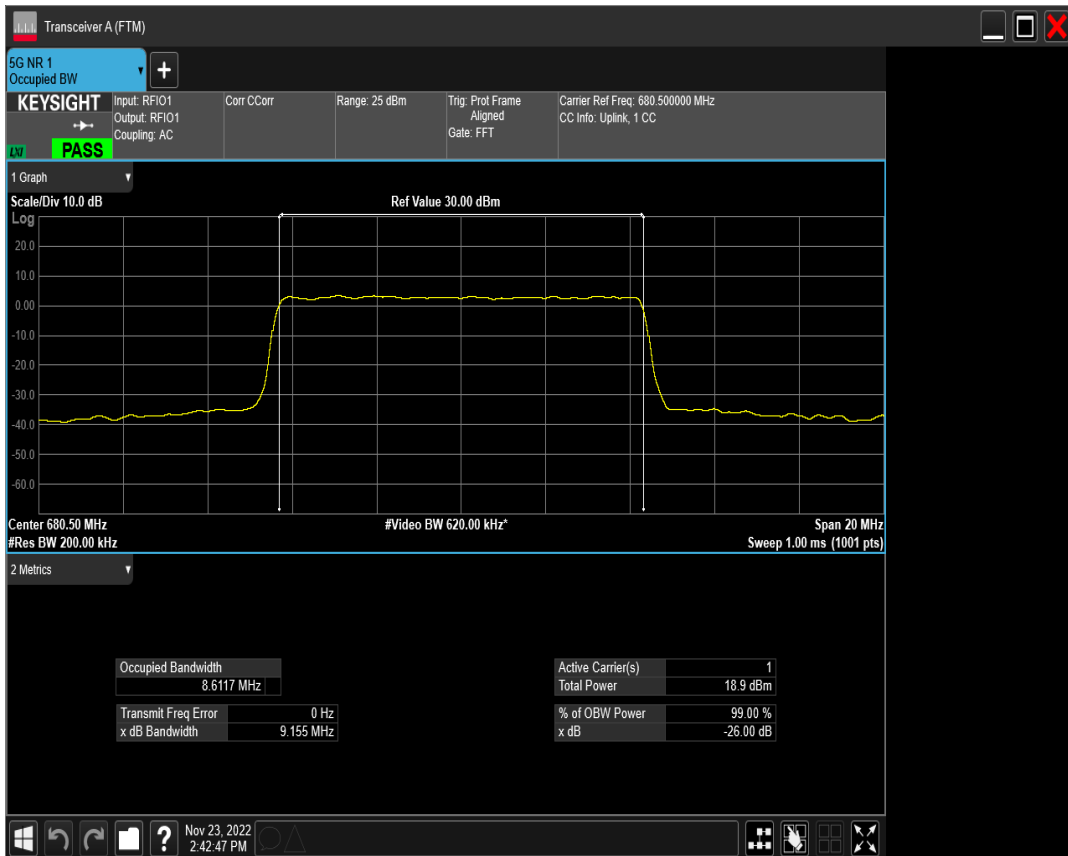 Transceiver A (FTM)
5G NR 1
Occupied BW
KEYSIGHT
LXI
PASS
Input: RFIO1
Output: RFIO1
Coupling: AC
Corr CCorr
Range: 25 dBm
Trig: Prot Frame
Aligned
Gate: FFT
Carrier Ref Freq: 680.500000 MHz
CC Info: Uplink, 1 CC
1 Graph
Scale/Div 10.0 dB
Ref Value 30.00 dBm
Log
20.0
10.0
0.00
-10.0
-20.0
-30.0
-40.0
-50.0
-60.0
Center 680.50 MHz
#Video BW 620.00 kHz*
Span 20 MHz
#Res BW 200.00 kHz
Sweep 1.00 ms (1001 pts)
2 Metrics
Occupied Bandwidth
8.6117 MHz
Transmit Freq Error 0 Hz
x dB Bandwidth 9.155 MHz
Active Carrier(s) 1
Total Power 18.9 dBm
% of OBW Power 99.00 %
x dB -26.00 dB
?
Nov 23, 2022
2:42:47 PM